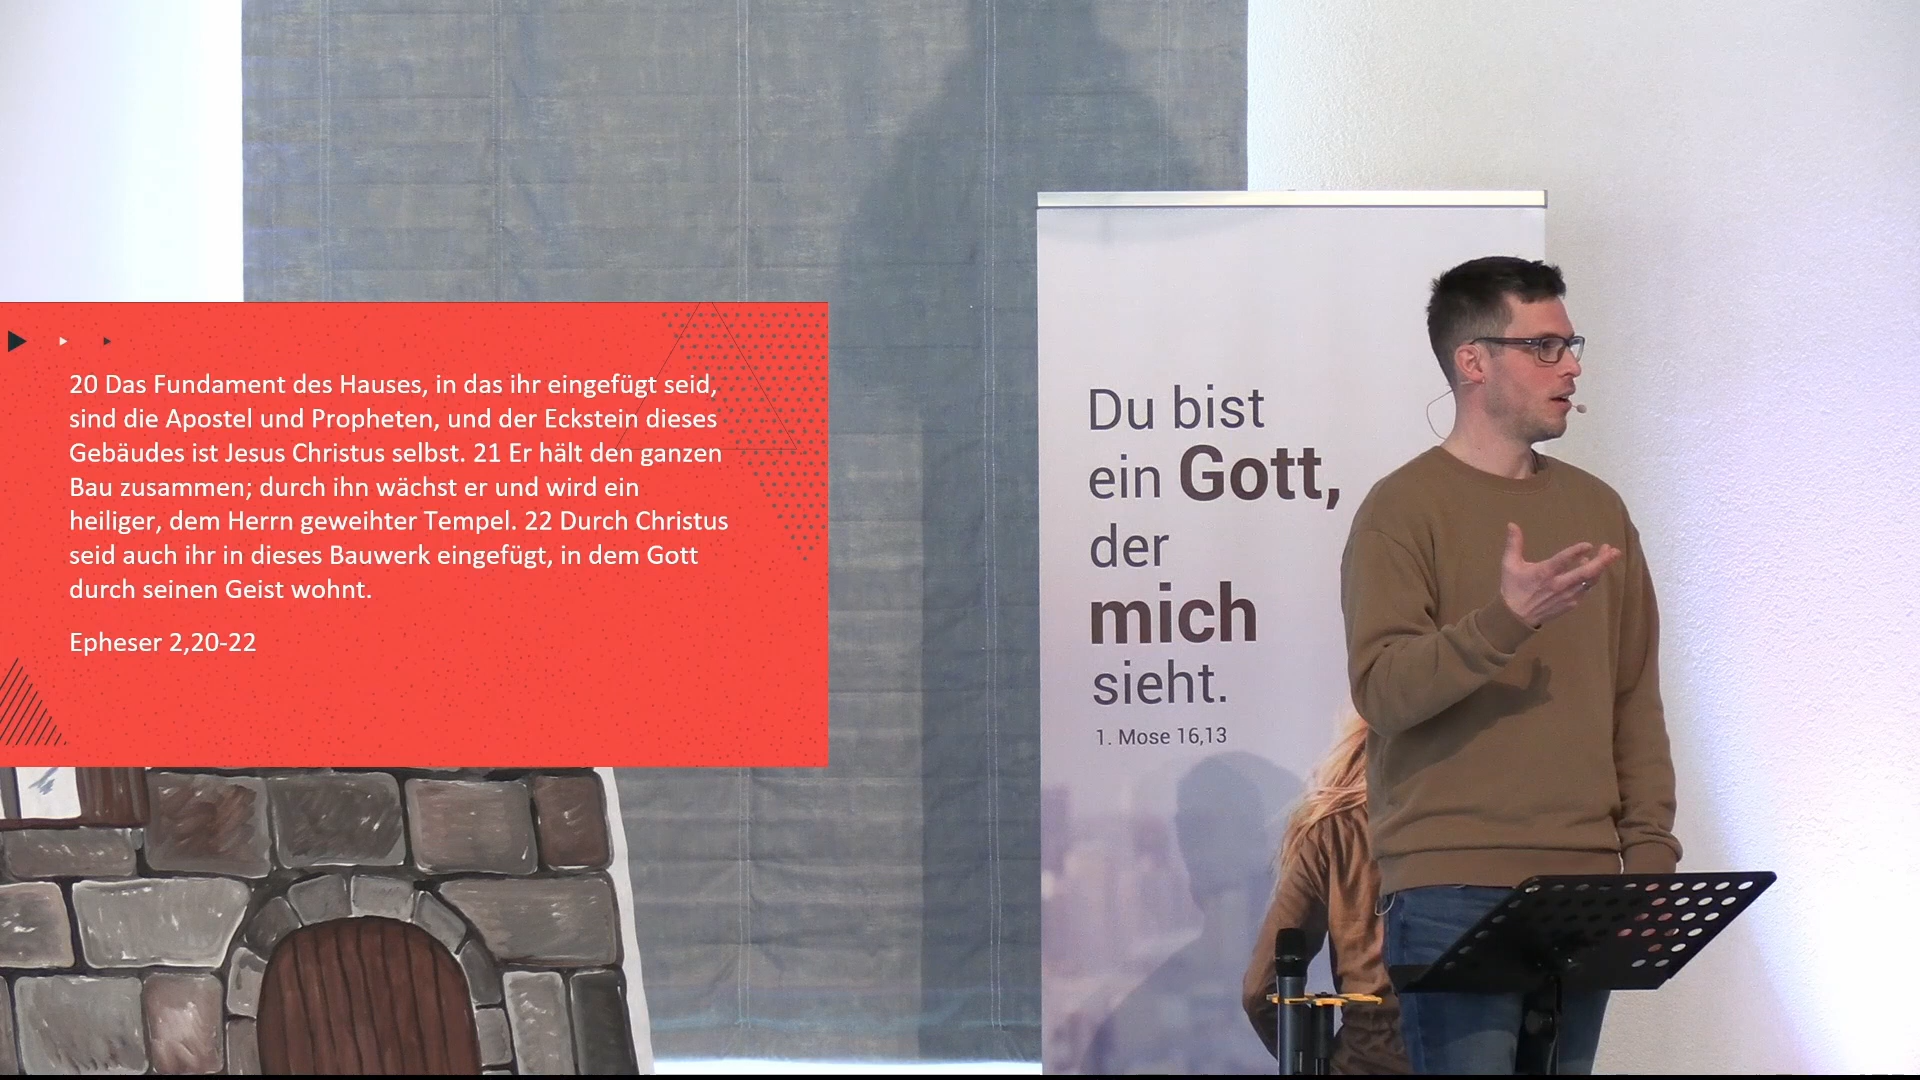 20 Das Fundament des Hauses, in das ihr eingefügt seid,
sind die Apostel und Propheten, und der Eckstein dieses
Gebäudes ist Jesus Christus selbst. 21 Er hält den ganzen
Bau zusammen; durch ihn wächst er und wird ein
heiliger, dem Herrn geweihter Tempel. 22 Durch Christus
seid auch ihr in dieses Bauwerk eingefügt, in dem Gott
durch seinen Geist wohnt.
Epheser 2,20-22
Du bist
ein Gott,
der
mich
sieht.
1. Mose 16,13